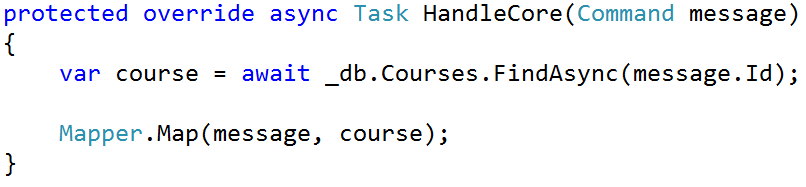 protected override async Task HandleCore(Command message)
{
    var course = await _db.Courses.FindAsync(message.Id);
    Mapper.Map(message, course);
}